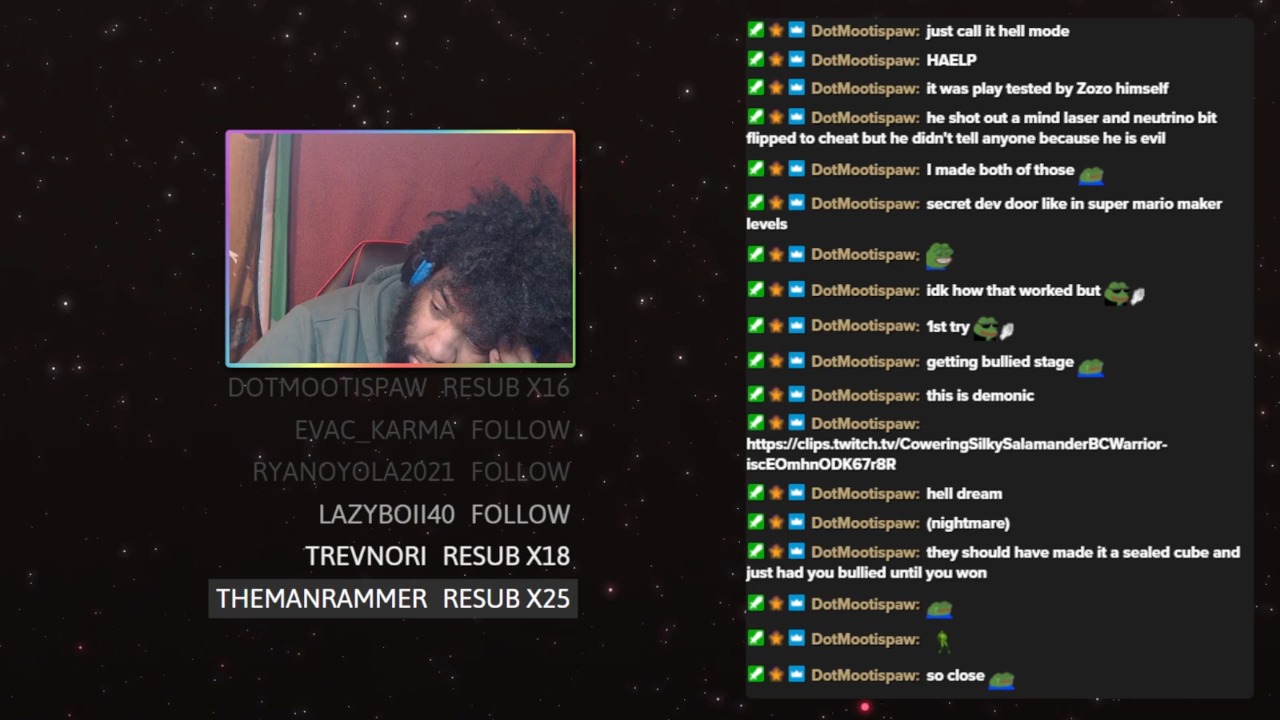 DOTMOOTISPAW RESUB X16
EVAC_KARMA FOLLOW
RYANOYOLA2021 FOLLOW
LAZYBOII40 FOLLOW
TREVNORI RESUB X18
THEMANRAMMER RESUB X25
DotMootispaw: just call it hell mode
DotMootispaw: HAELP
DotMootispaw: it was play tested by Zozo himself
DotMootispaw: he shot out a mind laser and neutrino bit
flipped to cheat but he didn't tell anyone because he is evil
DotMootispaw: I made both of those
DotMootispaw: secret dev door like in super mario maker
levels
DotMootispaw:
DotMootispaw: idk how that worked but
DotMootispaw: 1st try
DotMootispaw: getting bullied stage
DotMootispaw: this is demonic
DotMootispaw:
https://clips.twitch.tv/CoweringSilkySalamanderBCWarrior-
iscEOmhnODK67r8R
DotMootispaw: hell dream
DotMootispaw: (nightmare)
DotMootispaw: they should have made it a sealed cube and
just had you bullied until you won
DotMootispaw:
DotMootispaw:
DotMootispaw: so close